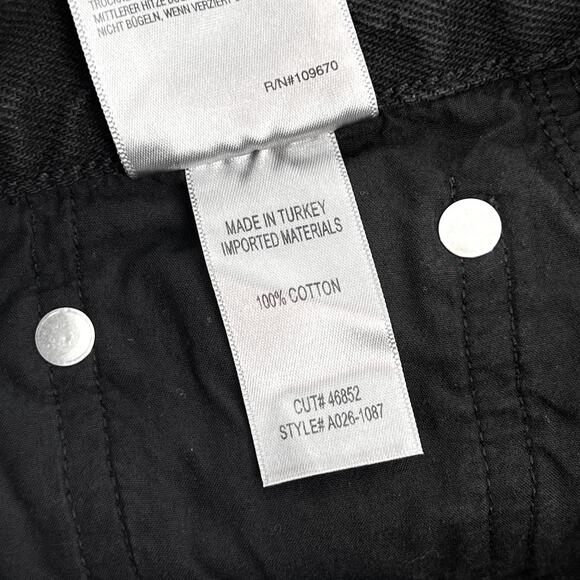 MITTLERER HITZE
NICHT BÜGELN, WENN VERZIERT
R/N#109670
MADE IN TURKEY
IMPORTED MATERIALS
100% COTTON
CUT# 46852
STYLE# A026-1087